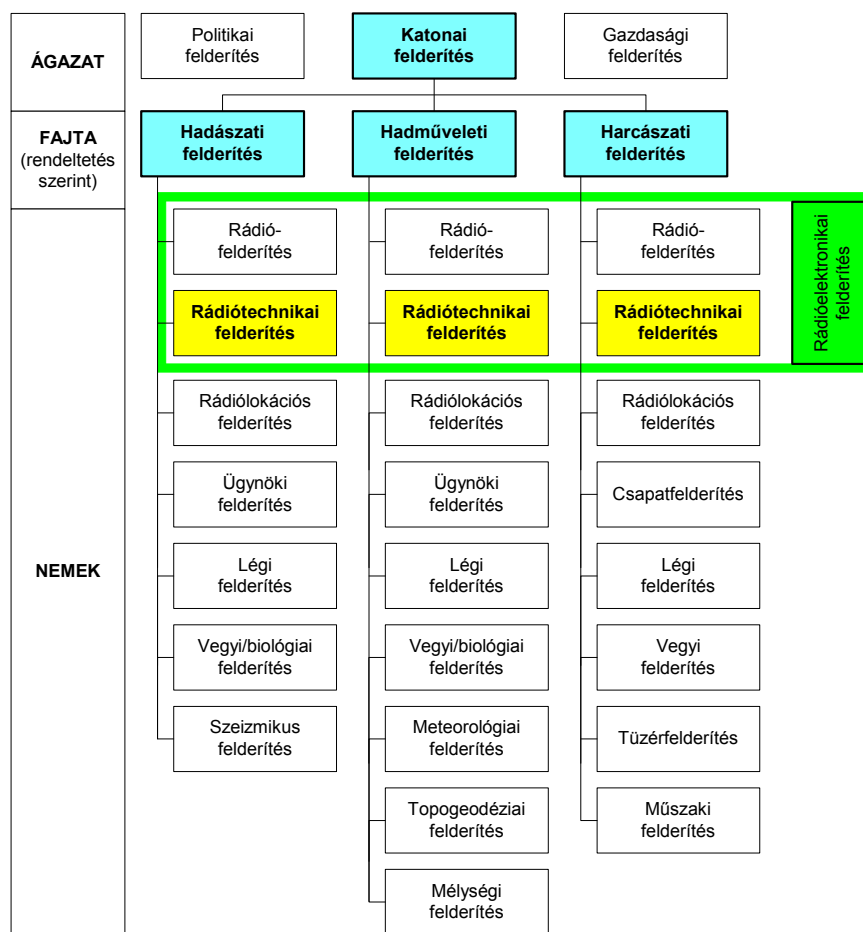 ÁGAZAT
Politikai
felderítés
Katonai
felderítés
Gazdasági
felderítés
FAJTA
(rendeltetés
szerint)
Hadászati
felderítés
Hadműveleti
felderítés
Harcászati
felderítés
NEMEK
Rádió-
felderítés
Rádió-
felderítés
Rádió-
felderítés
Rádióelektronikai
felderítés
Rádiótechnikai
felderítés
Rádiótechnikai
felderítés
Rádiótechnikai
felderítés
Rádiólokációs
felderítés
Rádiólokációs
felderítés
Rádiólokációs
felderítés
Ügynöki
felderítés
Ügynöki
felderítés
Csapatfelderítés
Légi
felderítés
Légi
felderítés
Légi
felderítés
Vegyi/biológiai
felderítés
Vegyi/biológiai
felderítés
Vegyi
felderítés
Szeizmikus
felderítés
Meteorológiai
felderítés
Tüzérfelderítés
Topogeodéziai
felderítés
Műszaki
felderítés
Mélységi
felderítés